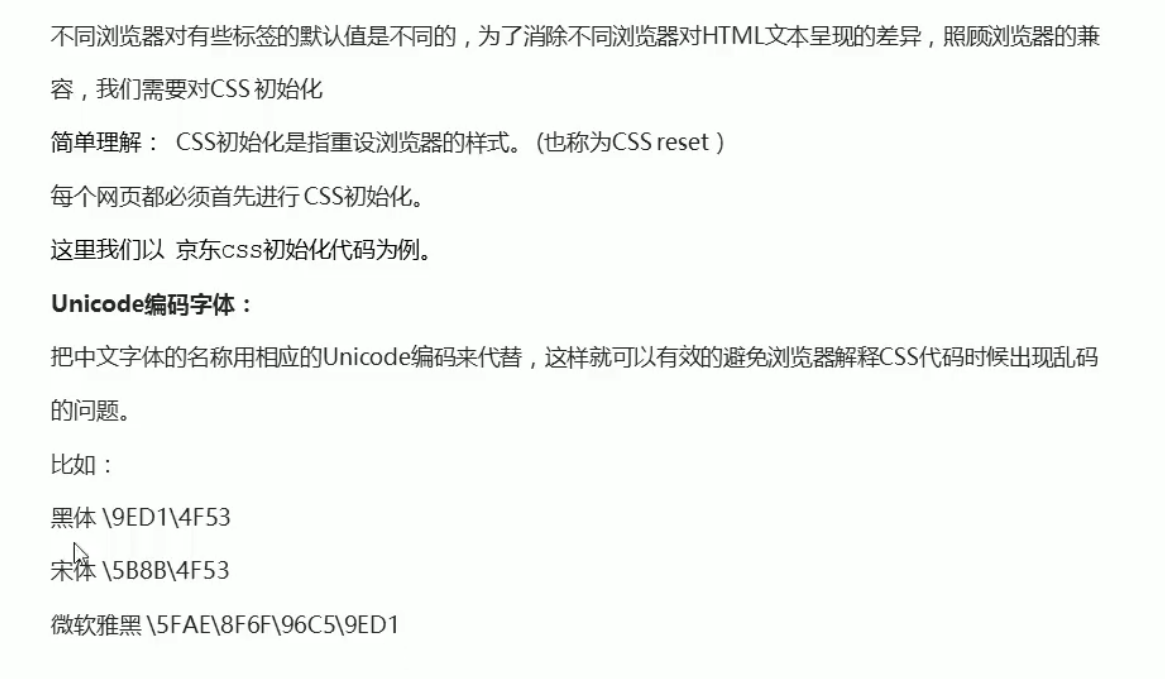 不同浏览器对有些标签的默认值是不同的，为了消除不同浏览器对HTML文本呈现的差异，照顾浏览器的兼
容，我们需要对CSS 初始化
简单理解： CSS初始化是指重设浏览器的样式。 (也称为CSS reset ）
每个网页都必须首先进行 CSS初始化。
这里我们以 京东css初始化代码为例。
Unicode编码字体：
把中文字体的名称用相应的Unicode编码来代替，这样就可以有效的避免浏览器解释CSS代码时候出现乱码
的问题。
比如：
黑体 \9ED1\4F53
宋体 \5B8B\4F53
微软雅黑 \5FAE\8F6F\96C5\9ED1